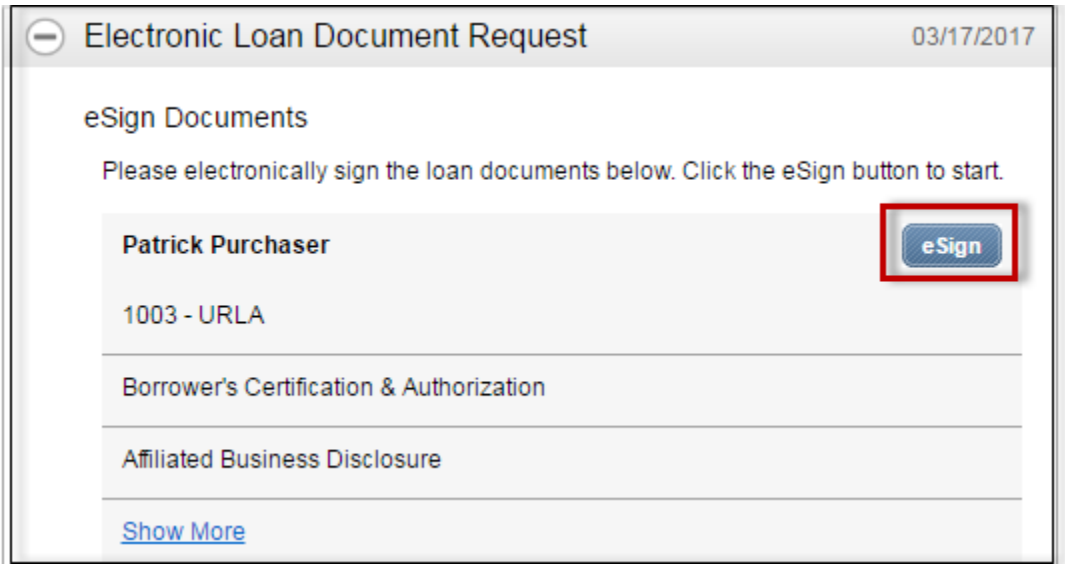 Electronic Loan Document Request 03/17/2017
eSign Documents
Please electronically sign the loan documents below. Click the eSign button to start.
Patrick Purchaser eSign
1003 - URLA
Borrower's Certification & Authorization
Affiliated Business Disclosure
Show More